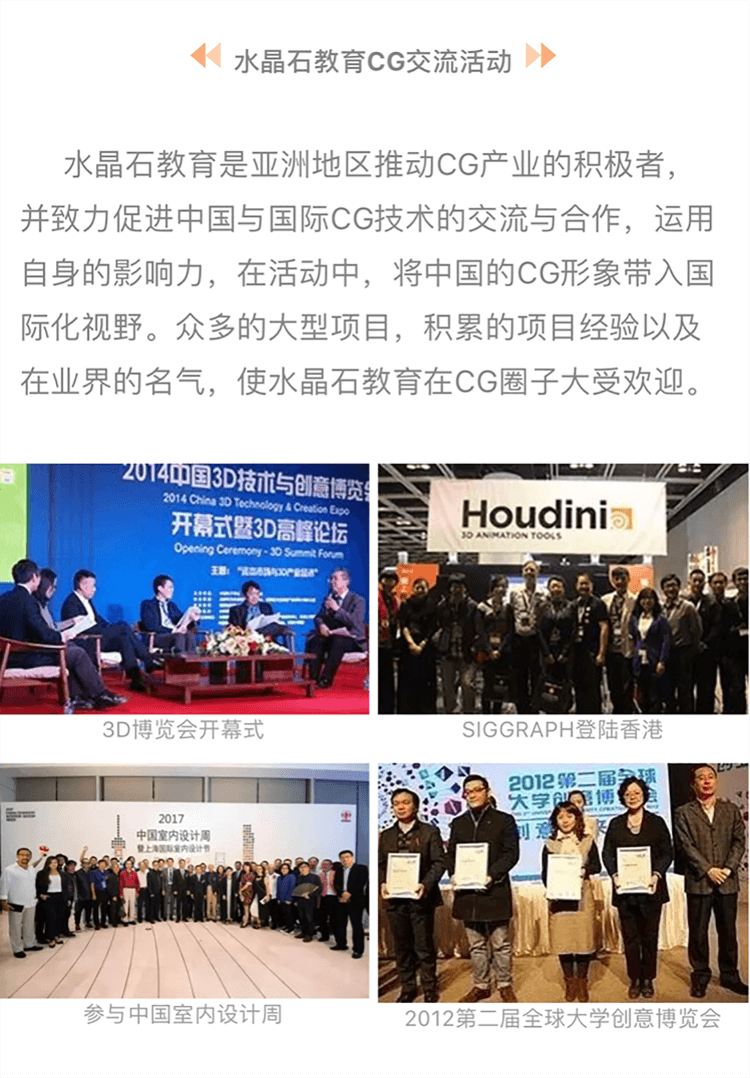 水晶石教育CG交流活动
水晶石教育是亚洲地区推动CG产业的积极者，
并致力促进中国与国际CG技术的交流与合作，运用
自身的影响力，在活动中，将中国的CG形象带入国
际化视野。众多的大型项目，积累的项目经验以及
在业界的名气，使水晶石教育在CG圈子大受欢迎。
2014中国3D技术与创意博览会
2014 China 3D Technology & Creation Expo
开幕式暨3D高峰论坛
Opening Ceremony - 3D Summit Forum
Houdini
3D ANIMATION TOOLS
3D博览会开幕式
SIGGRAPH登陆香港
2017
中国室内设计周
暨上海国际室内设计节
2012第二届全球
大学创意博览会
参与中国室内设计周
2012第二届全球大学创意博览会